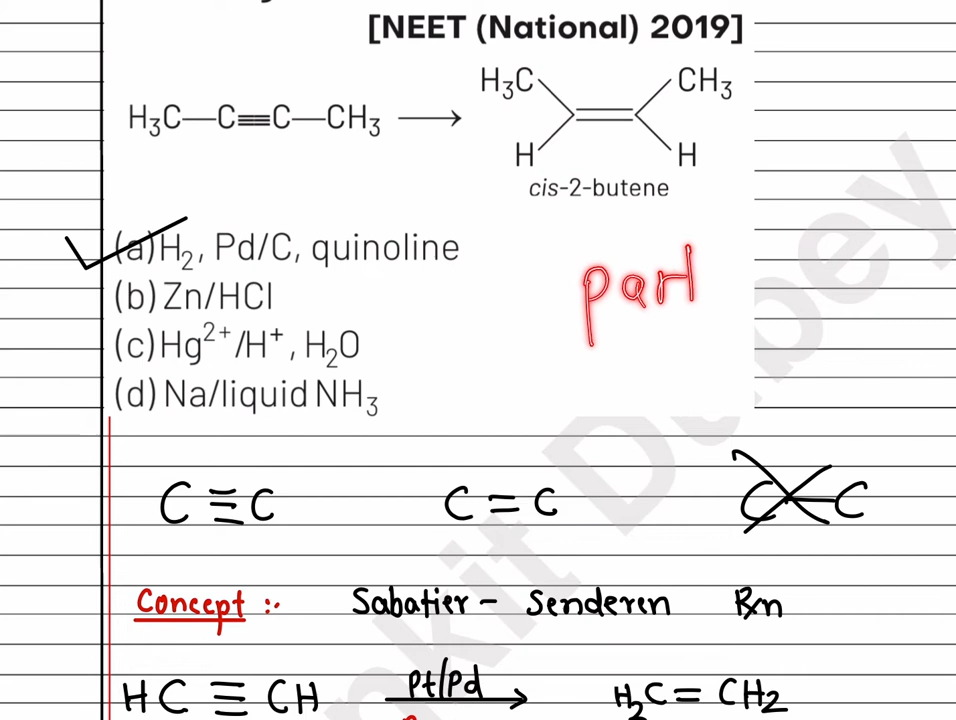 [NEET (National) 2019]
H₃C—C≡C—CH₃ ⟶
H₃C CH₃
H H
cis-2-butene
(a) H₂, Pd/C, quinoline
(b) Zn/HCl
(c) Hg²⁺/H⁺, H₂O
(d) Na/liquid NH₃
part
C ≡ C C = C C — C
Concept :- Sabatier - Senderen Rxn
HC ≡ CH Pt/Pd ⟶ H₂C = CH₂